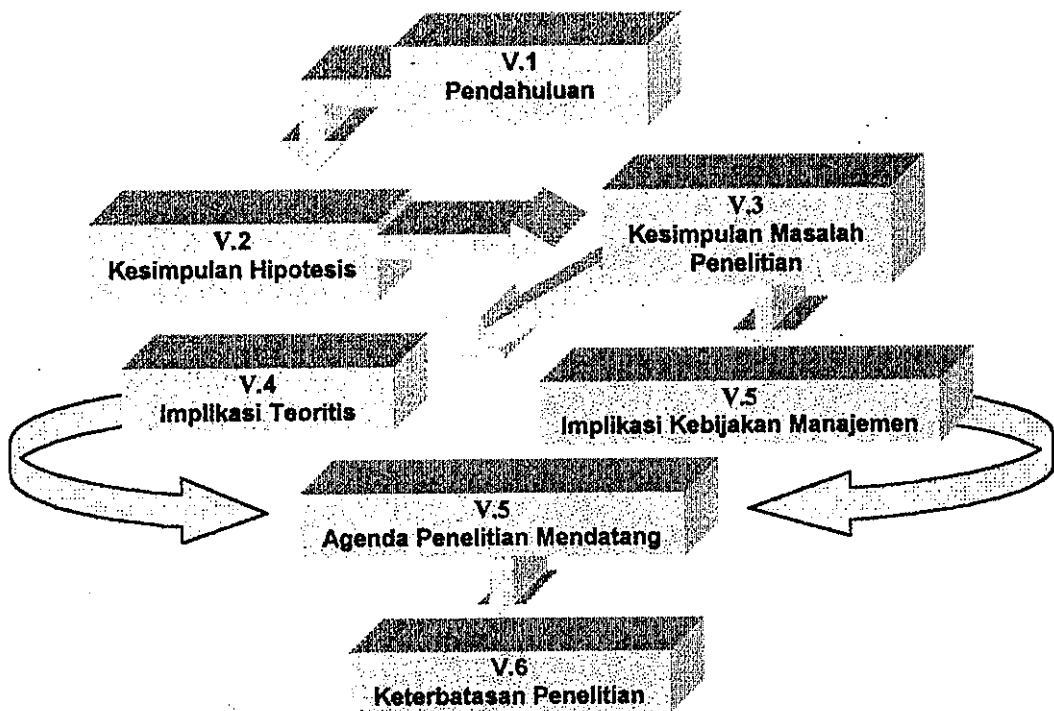 V.1
Pendahuluan
V.2
Kesimpulan Hipotesis
V.3
Kesimpulan Masalah
Penelitian
V.4
Implikasi Teoritis
V.5
Implikasi Kebijakan Manajemen
V.5
Agenda Penelitian Mendatang
V.6
Keterbatasan Penelitian